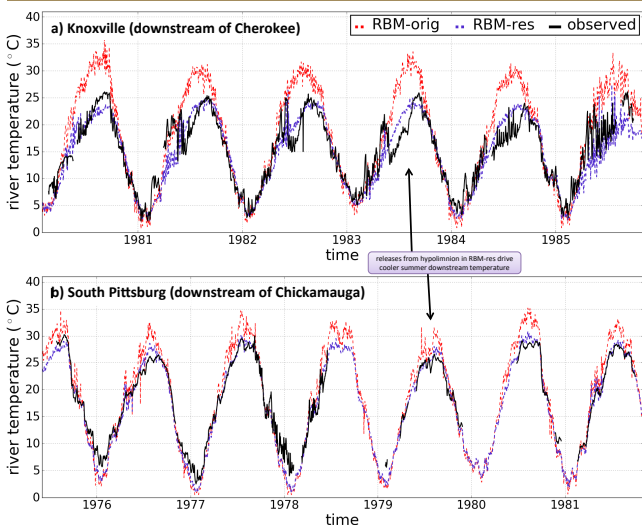 a) Knoxville (downstream of Cherokee)
RBM-orig RBM-res observed
river temperature (°C)
40
35
30
25
20
15
10
5
0
1981 1982 1983 1984 1985
time
releases from hypolimnion in RBM-res drive
cooler summer downstream temperature
b) South Pittsburg (downstream of Chickamauga)
river temperature (°C)
40
35
30
25
20
15
10
5
0
1976 1977 1978 1979 1980 1981
time